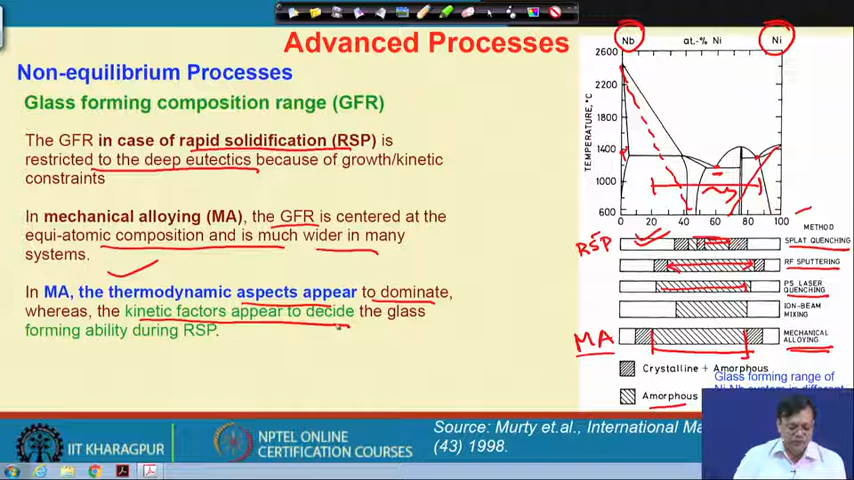 Advanced Processes
Non-equilibrium Processes
Glass forming composition range (GFR)
The GFR in case of rapid solidification (RSP) is
restricted to the deep eutectics because of growth/kinetic
constraints
In mechanical alloying (MA), the GFR is centered at the
equi-atomic composition and is much wider in many
systems.
In MA, the thermodynamic aspects appear to dominate,
whereas, the kinetic factors appear to decide the glass
forming ability during RSP.
Nb at.-% Ni Ni
2600
2200
1800
1400
1000
600
TEMPERATURE, °C
0 20 40 60 80 100
METHOD
RSP
SPLAT QUENCHING
RF SPUTTERING
PS LASER
QUENCHING
ION-BEAM
MIXING
MA
MECHANICAL
ALLOYING
Crystalline + Amorphous
Amorphous
Glass forming range of
Source: Murty et.al., International
(43) 1998.
IIT KHARAGPUR
NPTEL ONLINE
CERTIFICATION COURSES